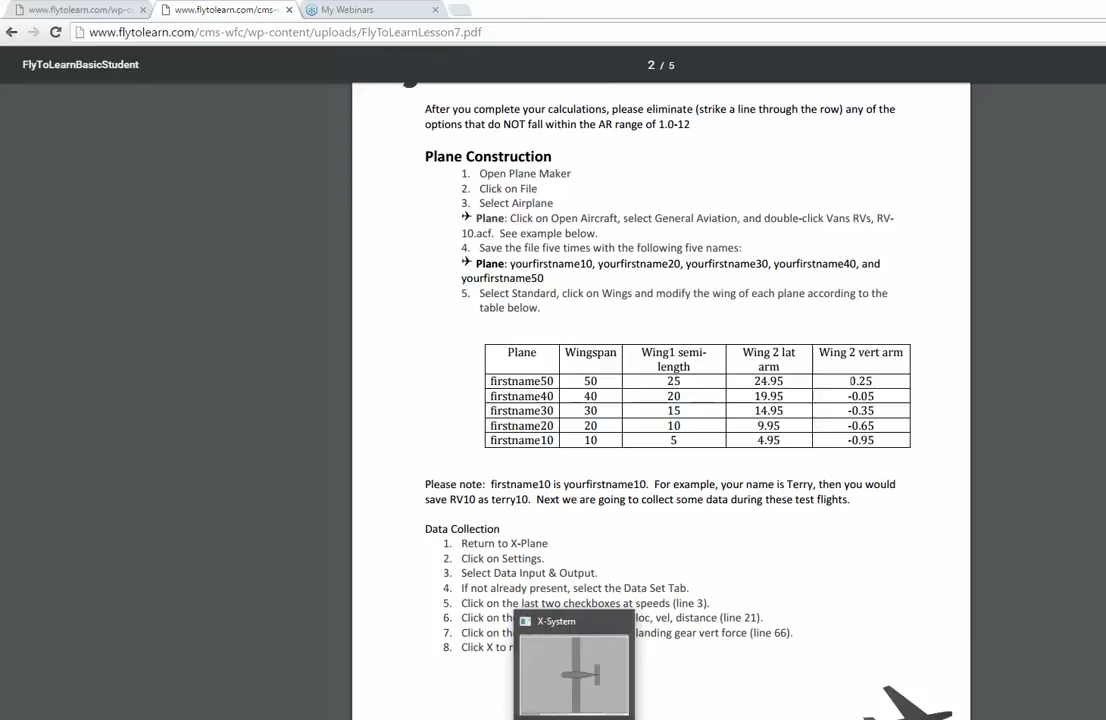 www.flytolearn.com/wp-c
www.flytolearn.com/cms-
My Webinars
www.flytolearn.com/cms-wfc/wp-content/uploads/FlyToLearnLesson7.pdf
FlyToLearnBasicStudent
2 / 5
After you complete your calculations, please eliminate (strike a line through the row) any of the
options that do NOT fall within the AR range of 1.0-12
Plane Construction
1. Open Plane Maker
2. Click on File
3. Select Airplane
✈ Plane: Click on Open Aircraft, select General Aviation, and double-click Vans RVs, RV-
10.acf. See example below.
4. Save the file five times with the following five names:
✈ Plane: yourfirstname10, yourfirstname20, yourfirstname30, yourfirstname40, and
yourfirstname50
5. Select Standard, click on Wings and modify the wing of each plane according to the
table below.
Plane Wingspan Wing1 semi- Wing 2 lat Wing 2 vert arm
length arm
firstname50 50 25 24.95 0.25
firstname40 40 20 19.95 -0.05
firstname30 30 15 14.95 -0.35
firstname20 20 10 9.95 -0.65
firstname10 10 5 4.95 -0.95
Please note: firstname10 is yourfirstname10. For example, your name is Terry, then you would
save RV10 as terry10. Next we are going to collect some data during these test flights.
Data Collection
1. Return to X-Plane
2. Click on Settings.
3. Select Data Input & Output.
4. If not already present, select the Data Set Tab.
5. Click on the last two checkboxes at speeds (line 3).
6. Click on th oc, vel, distance (line 21).
7. Click on th landing gear vert force (line 66).
8. Click X to r
X-System